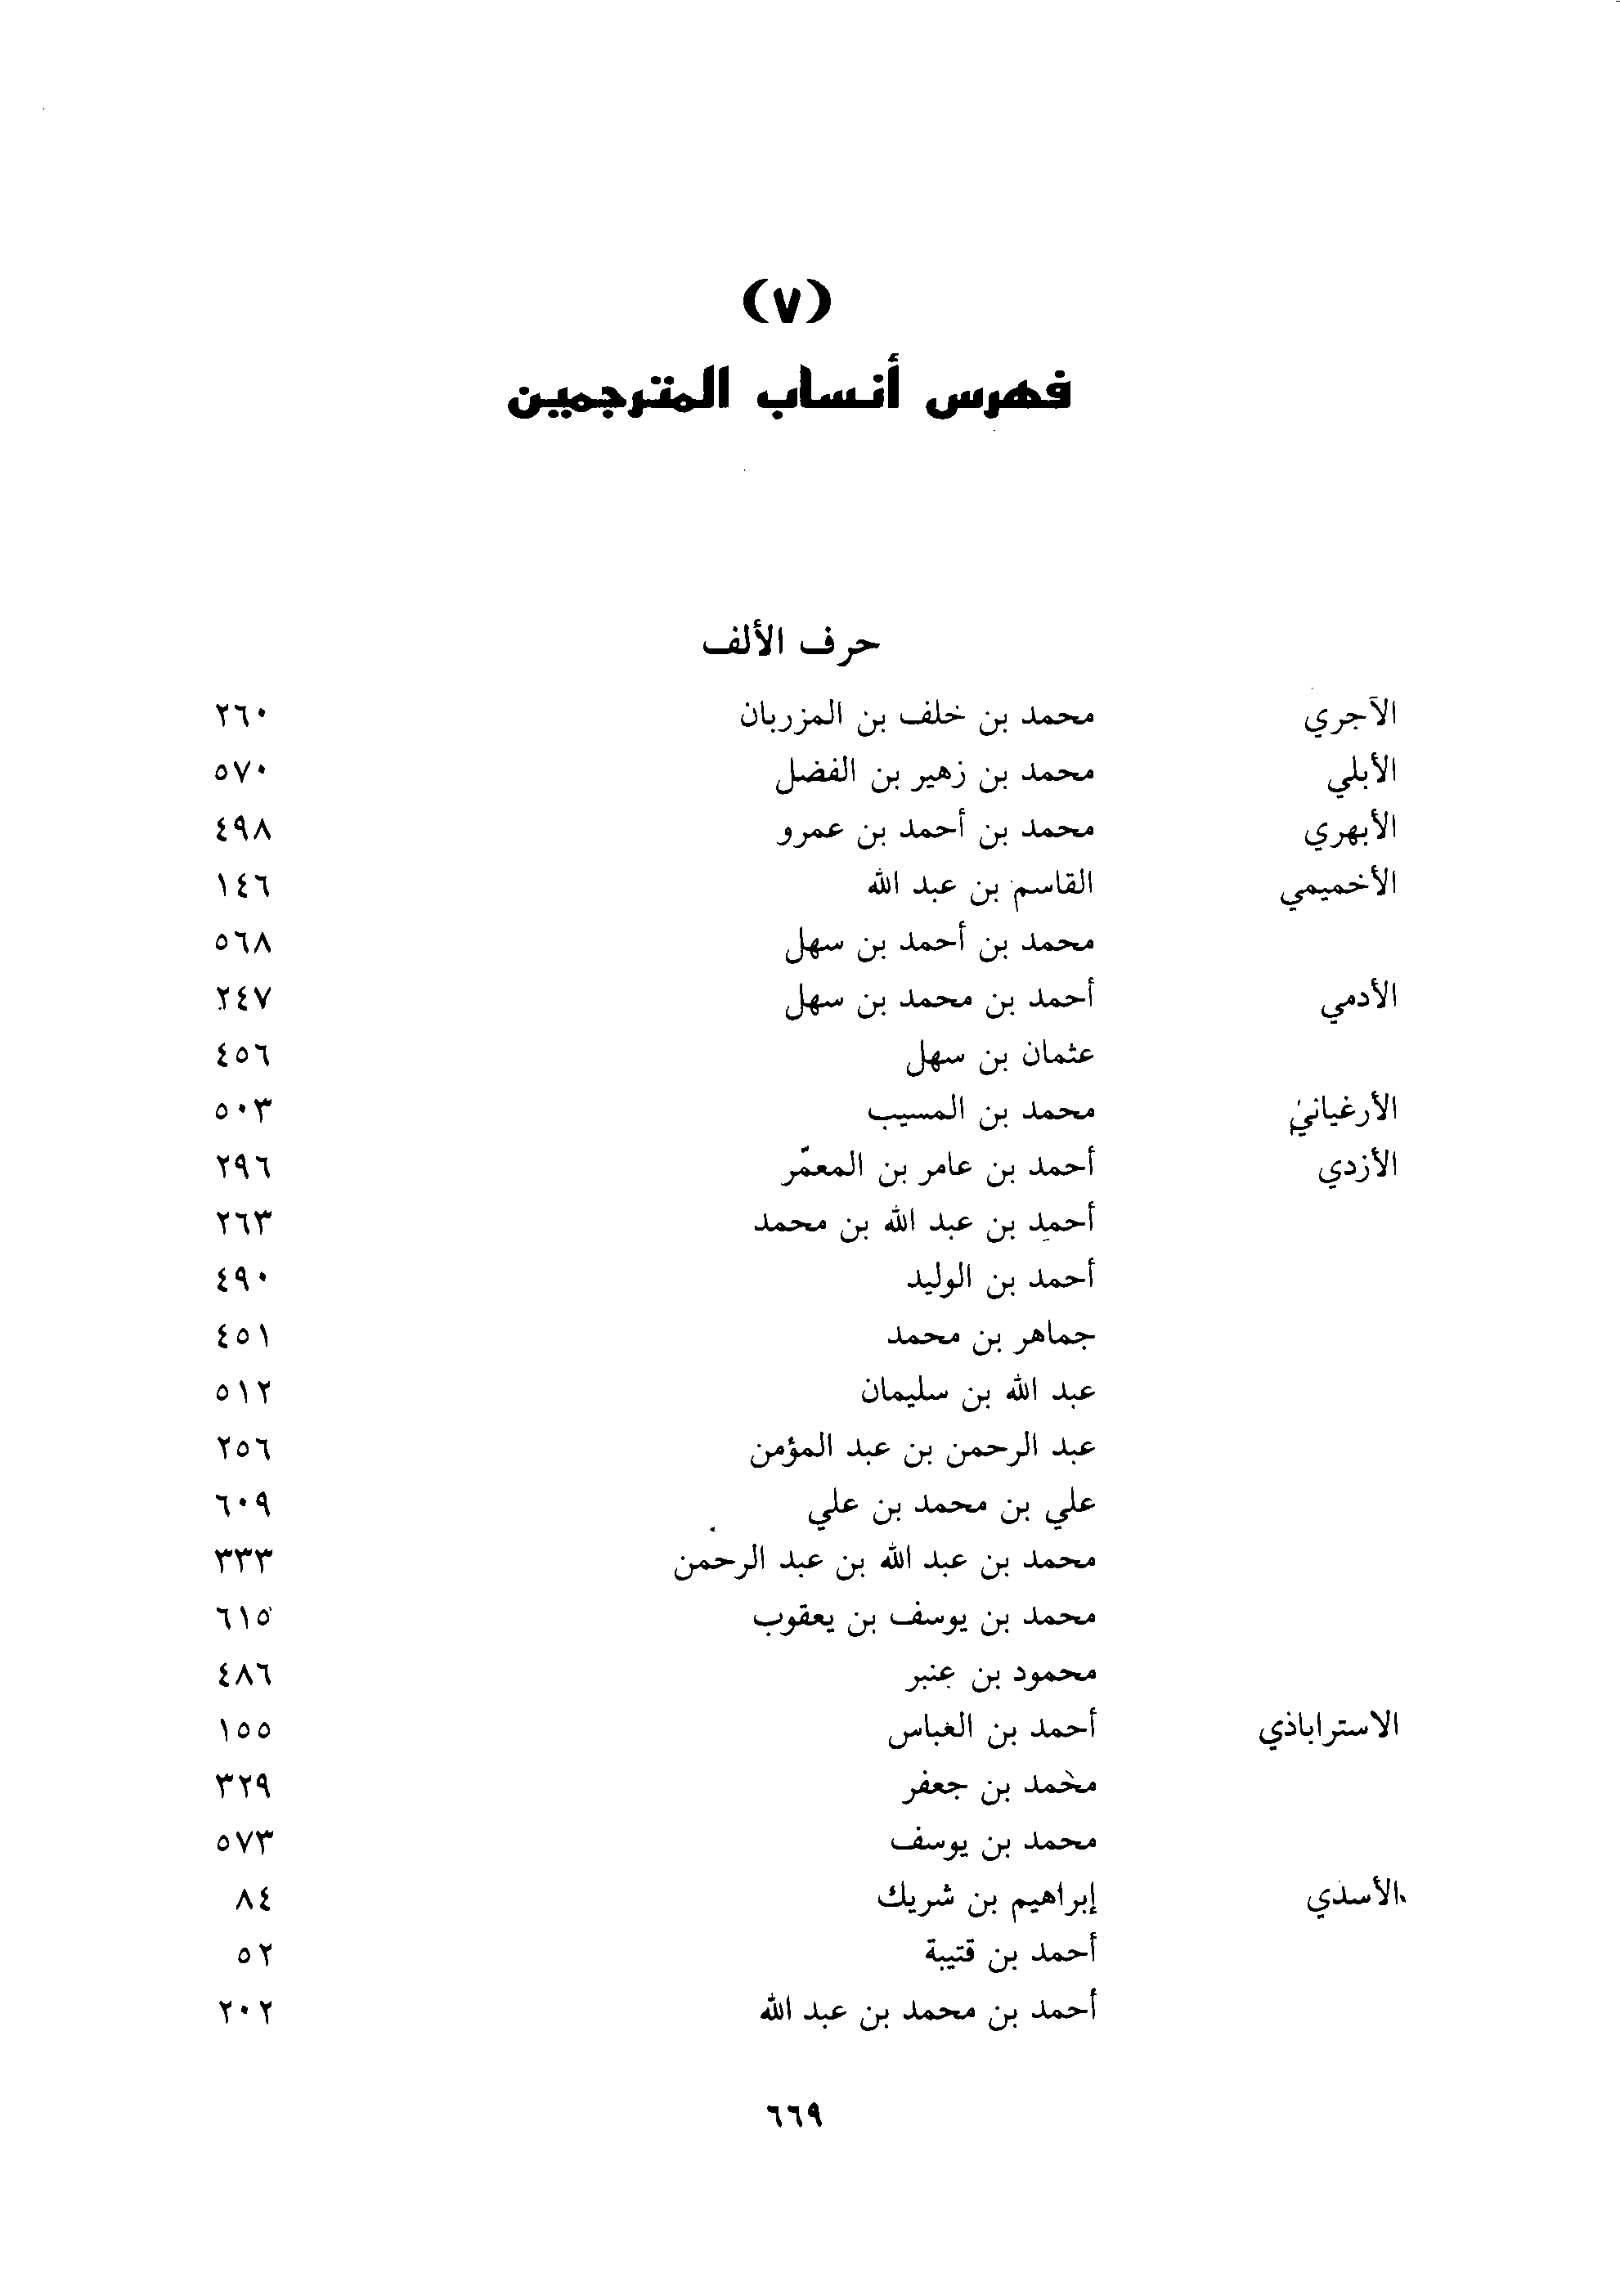 (٧)
فهرس أنساب المترجمين
حرف الألف
الآجري محمد بن خلف بن المزربان ٢٦٠
الأبلي محمد بن زهير بن الفضل ٥٧٠
الأبهري محمد بن أحمد بن عمرو ٤٩٨
الأخميمي القاسم بن عبد الله ١٤٦
محمد بن أحمد بن سهل ٥٦٨
الأدمي أحمد بن محمد بن سهل ٢٤٧
عثمان بن سهل ٤٥٦
الأرغياني محمد بن المسيب ٥٠٣
الأزدي أحمد بن عامر بن المعمّر ٢٩٦
أحمد بن عبد الله بن محمد ٢٦٣
أحمد بن الوليد ٤٩٠
جماهر بن محمد ٤٥١
عبد الله بن سليمان ٥١٢
عبد الرحمن بن عبد المؤمن ٢٥٦
علي بن محمد بن علي ٦٠٩
محمد بن عبد الله بن عبد الرحمن ٣٣٣
محمد بن يوسف بن يعقوب ٦١٥
محمود بن عنبر ٤٨٦
الاستراباذي أحمد بن العباس ١٥٥
محمد بن جعفر ٣٢٩
محمد بن يوسف ٥٧٣
الأسدي إبراهيم بن شريك ٨٤
أحمد بن قتيبة ٥٢
أحمد بن محمد بن عبد الله ٢٠٢
٦٦٩